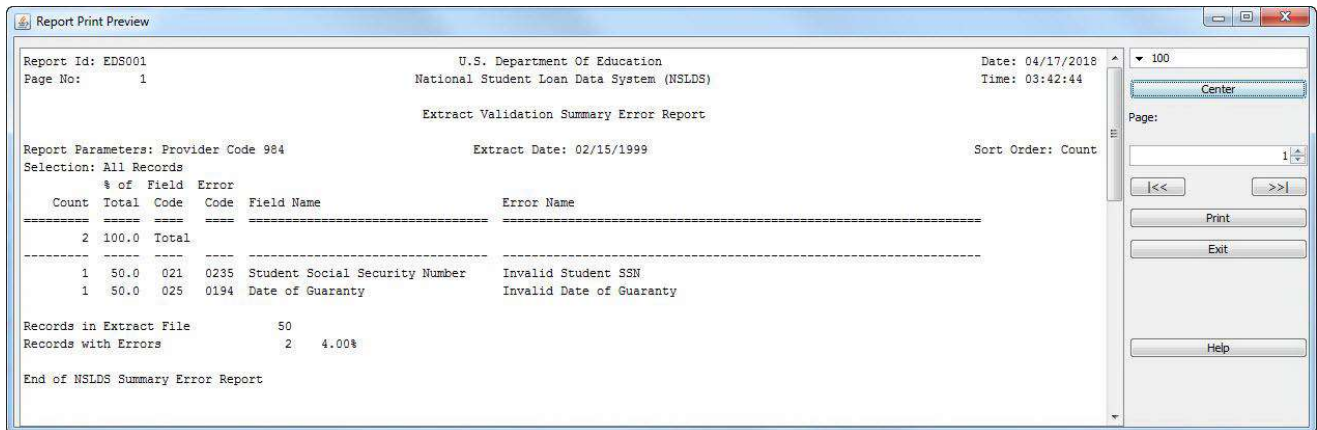 Report Print Preview
Report Id: EDS001 U.S. Department Of Education Date: 04/17/2018
Page No: 1 National Student Loan Data System (NSLDS) Time: 03:42:44
Extract Validation Summary Error Report
Report Parameters: Provider Code 984 Extract Date: 02/15/1999 Sort Order: Count
Selection: All Records
% of Field Error
Count Total Code Code Field Name Error Name
========= ===== ==== ==== ================================ ================================================================
2 100.0 Total
--------- ----- ---- ---- -------------------------------- ----------------------------------------------------------------
1 50.0 021 0235 Student Social Security Number Invalid Student SSN
1 50.0 025 0194 Date of Guaranty Invalid Date of Guaranty
Records in Extract File 50
Records with Errors 2 4.00%
End of NSLDS Summary Error Report
100
Center
Page:
1
|<< >>|
Print
Exit
Help